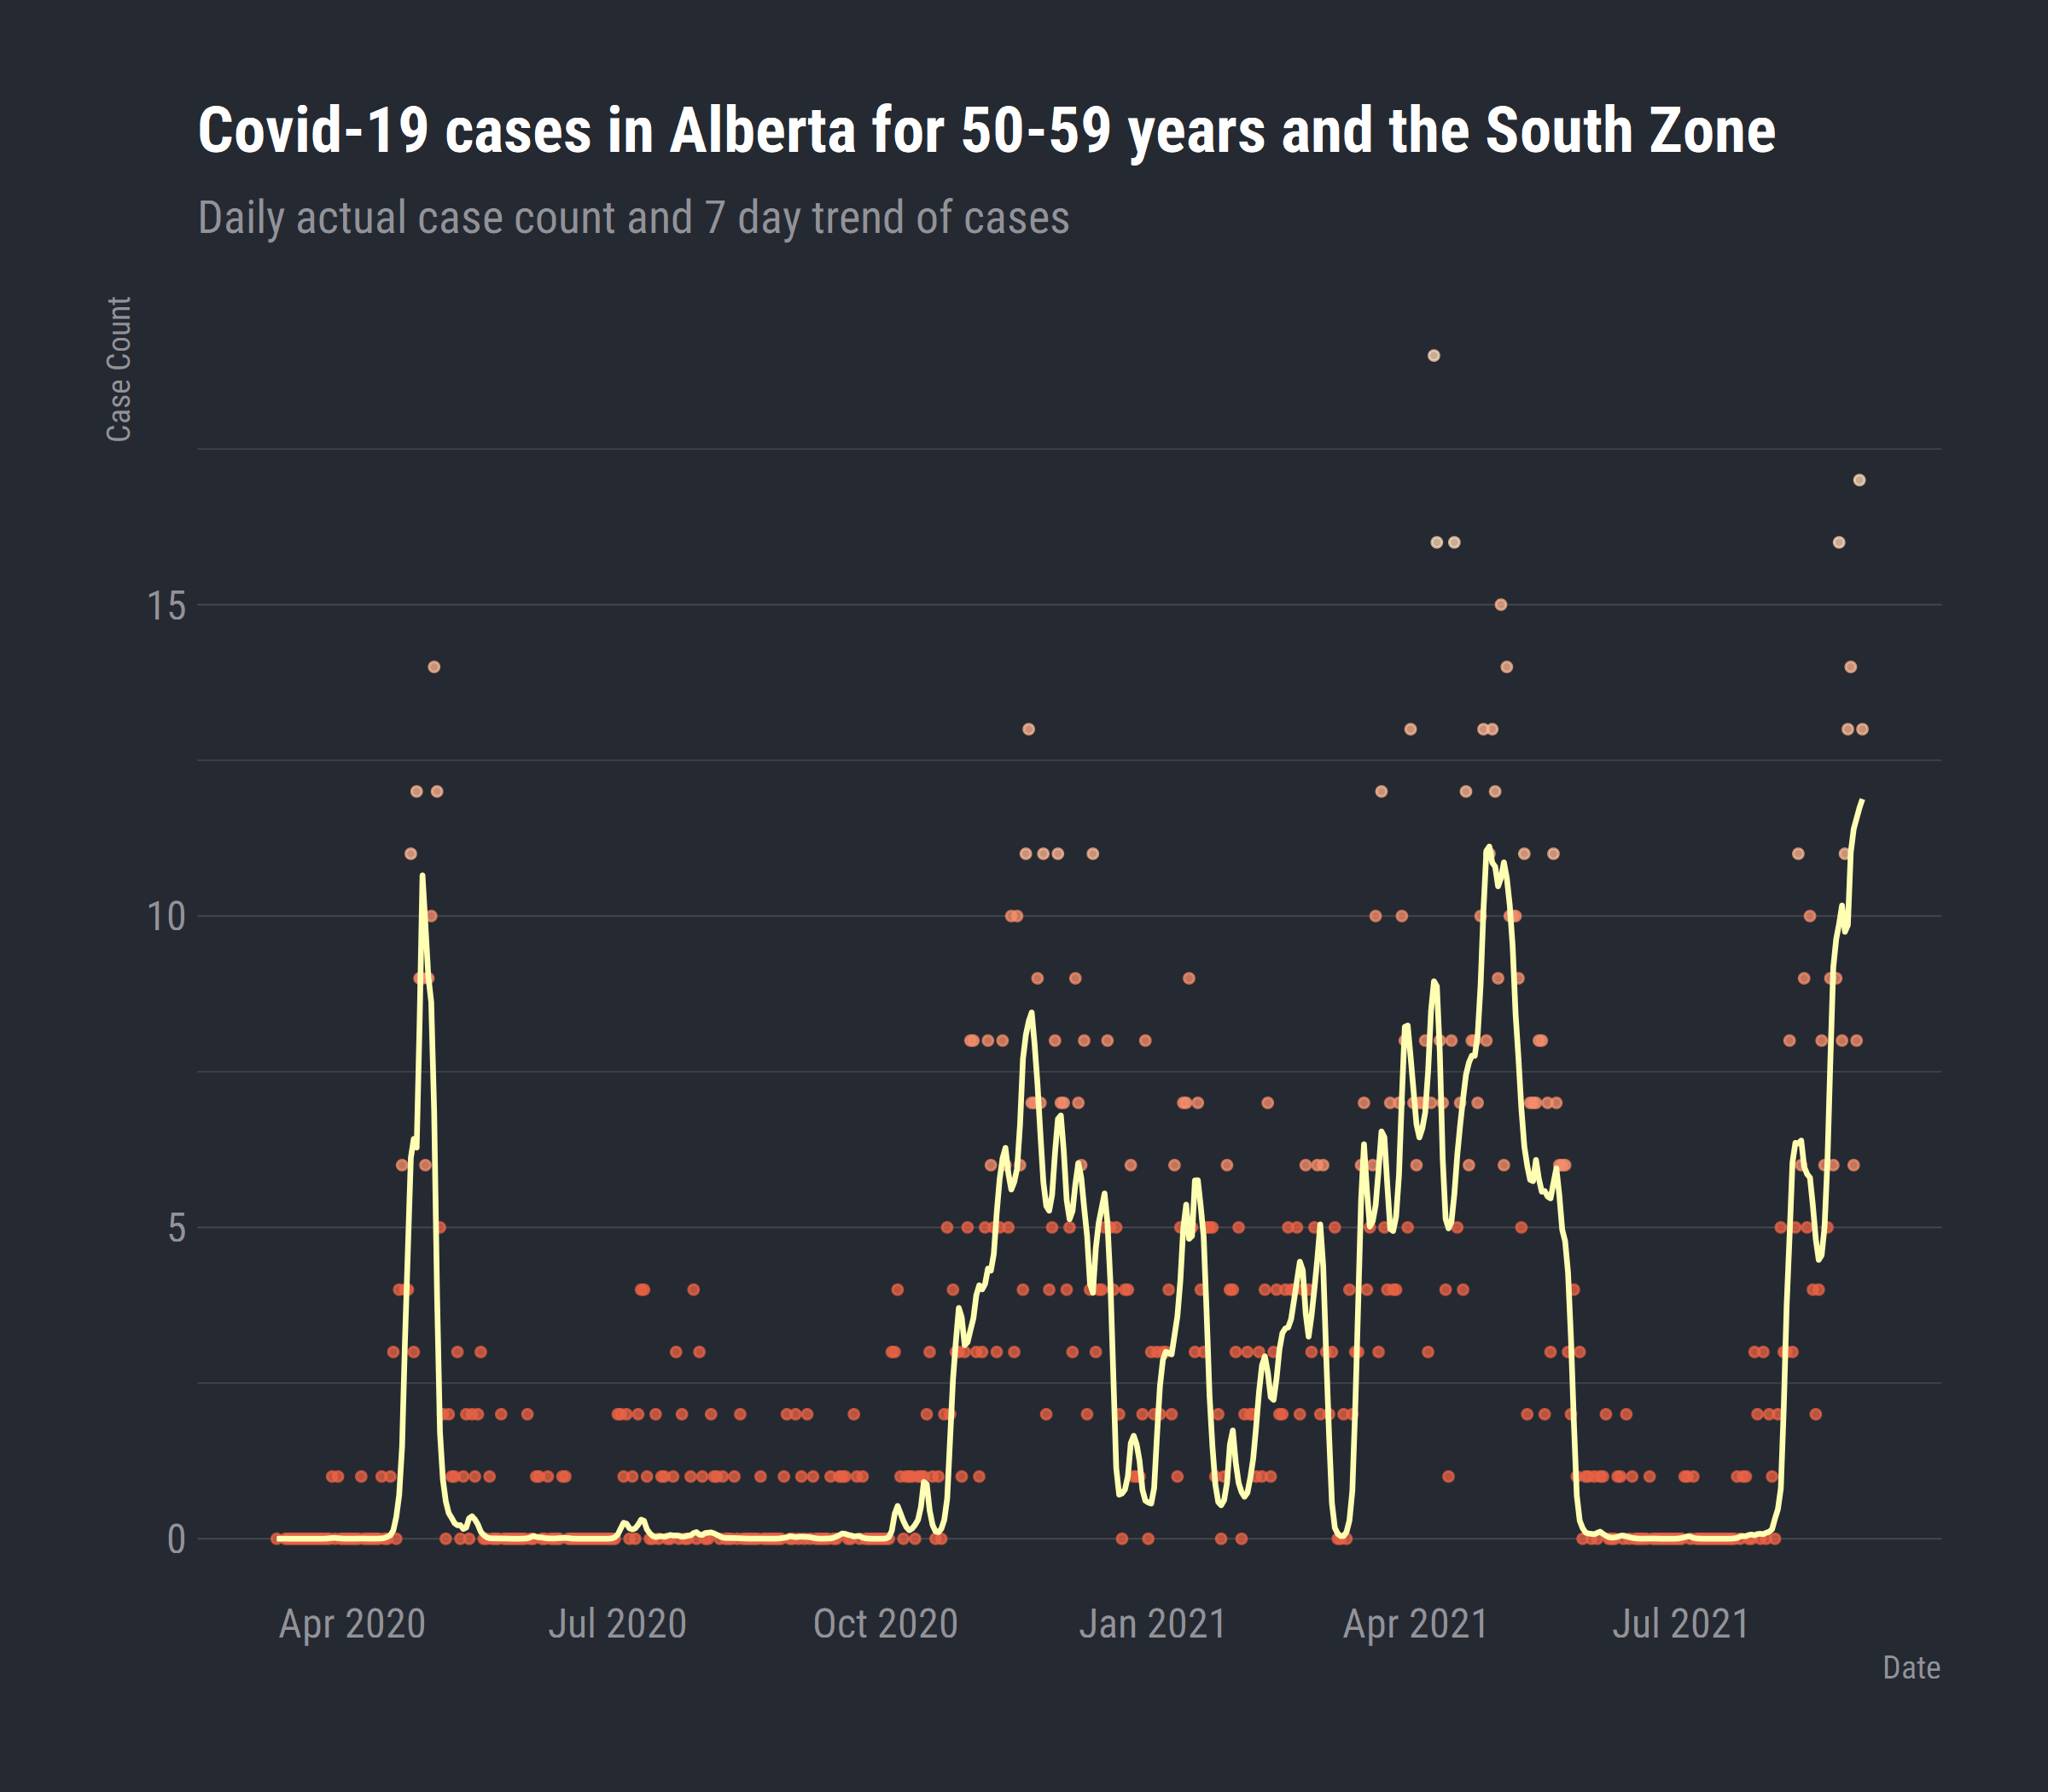 Covid-19 cases in Alberta for 50-59 years and the South Zone
Daily actual case count and 7 day trend of cases
Case Count
15
10
5
0
Apr 2020 Jul 2020 Oct 2020 Jan 2021 Apr 2021 Jul 2021
Date